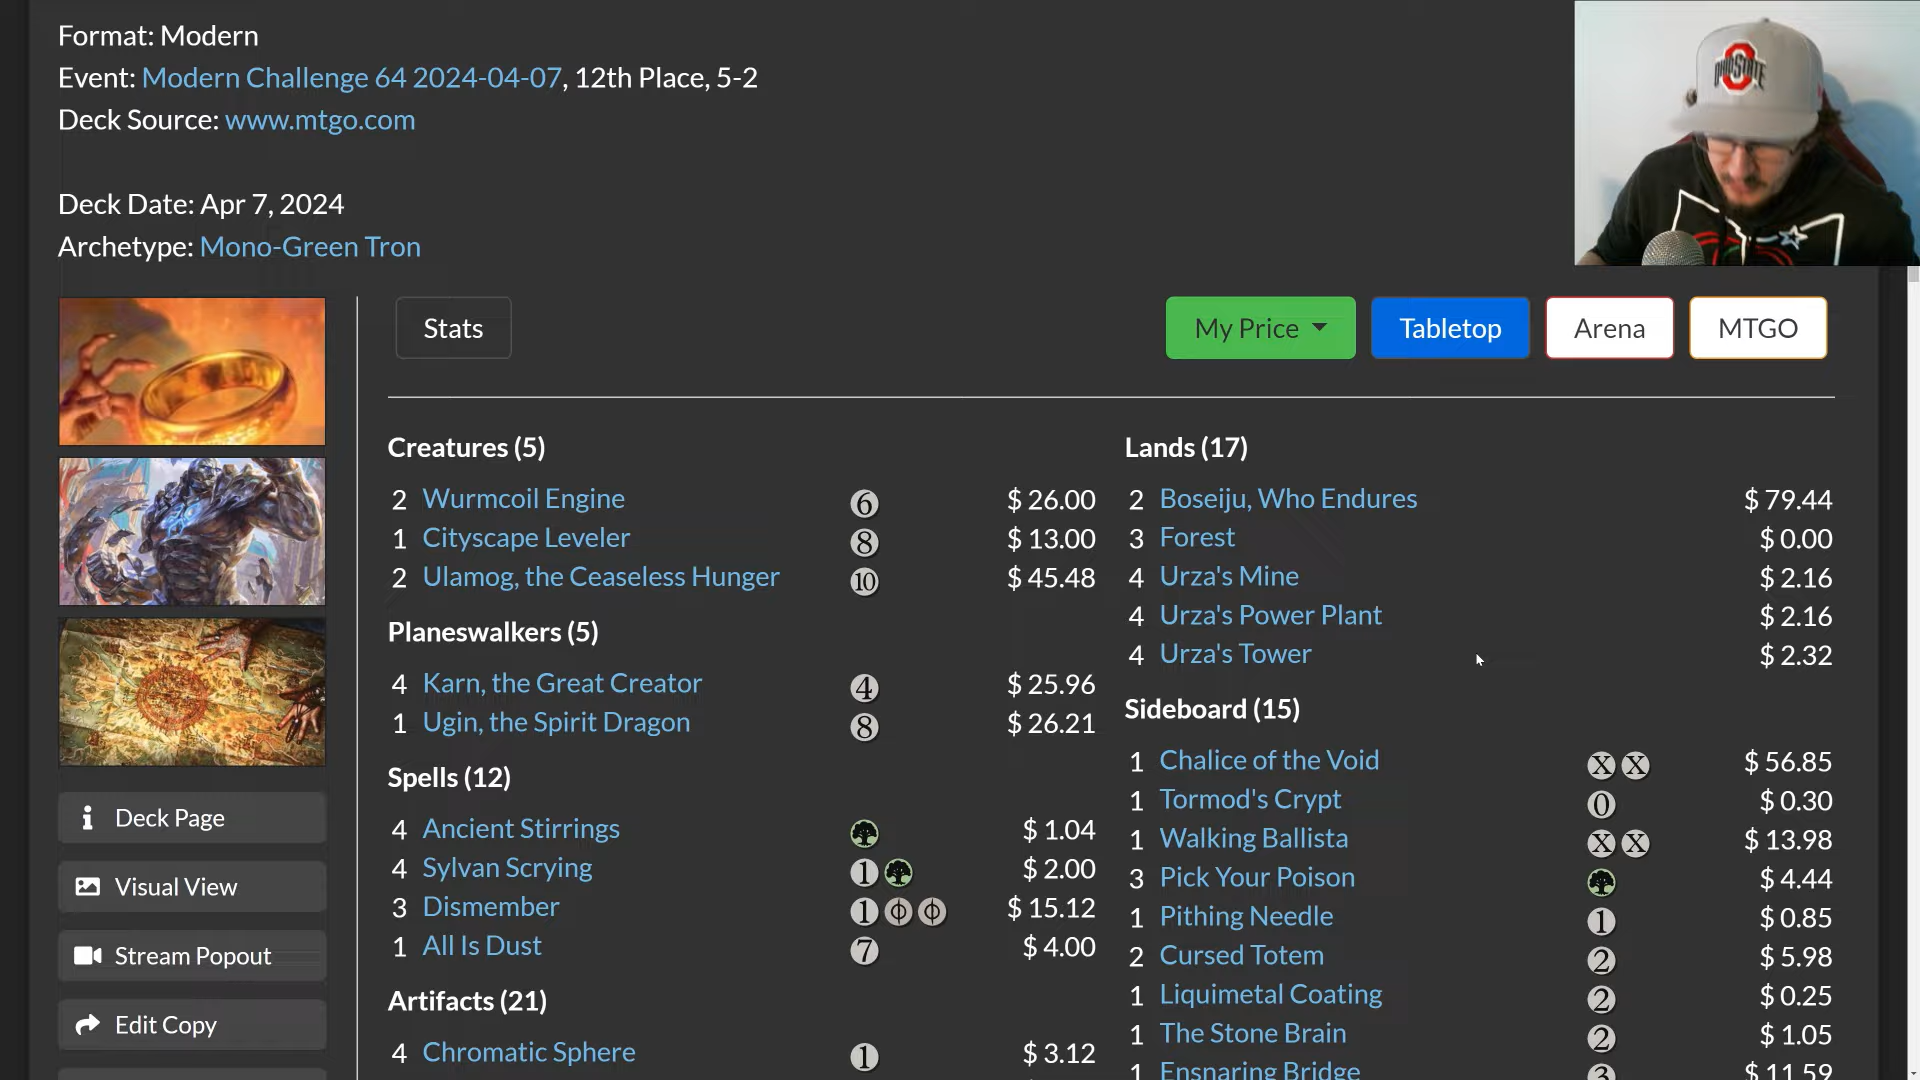 Format: Modern
Event: Modern Challenge 64 2024-04-07, 12th Place, 5-2
Deck Source: www.mtgo.com
Deck Date: Apr 7, 2024
Archetype: Mono-Green Tron
OHIO STATE
Stats
My Price
Tabletop
Arena
MTGO
Creatures (5)
2 Wurmcoil Engine 6 $ 26.00
1 Cityscape Leveler 8 $ 13.00
2 Ulamog, the Ceaseless Hunger 10 $ 45.48
Planeswalkers (5)
4 Karn, the Great Creator 4 $ 25.96
1 Ugin, the Spirit Dragon 8 $ 26.21
Spells (12)
4 Ancient Stirrings $ 1.04
4 Sylvan Scrying 1 $ 2.00
3 Dismember 1 $ 15.12
1 All Is Dust 7 $ 4.00
Artifacts (21)
4 Chromatic Sphere 1 $ 3.12
Lands (17)
2 Boseiju, Who Endures $ 79.44
3 Forest $ 0.00
4 Urza's Mine $ 2.16
4 Urza's Power Plant $ 2.16
4 Urza's Tower $ 2.32
Sideboard (15)
1 Chalice of the Void X X $ 56.85
1 Tormod's Crypt 0 $ 0.30
1 Walking Ballista X X $ 13.98
3 Pick Your Poison $ 4.44
1 Pithing Needle 1 $ 0.85
2 Cursed Totem 2 $ 5.98
1 Liquimetal Coating 2 $ 0.25
1 The Stone Brain 2 $ 1.05
1 Ensnaring Bridge 3 $ 11.59
Deck Page
Visual View
Stream Popout
Edit Copy